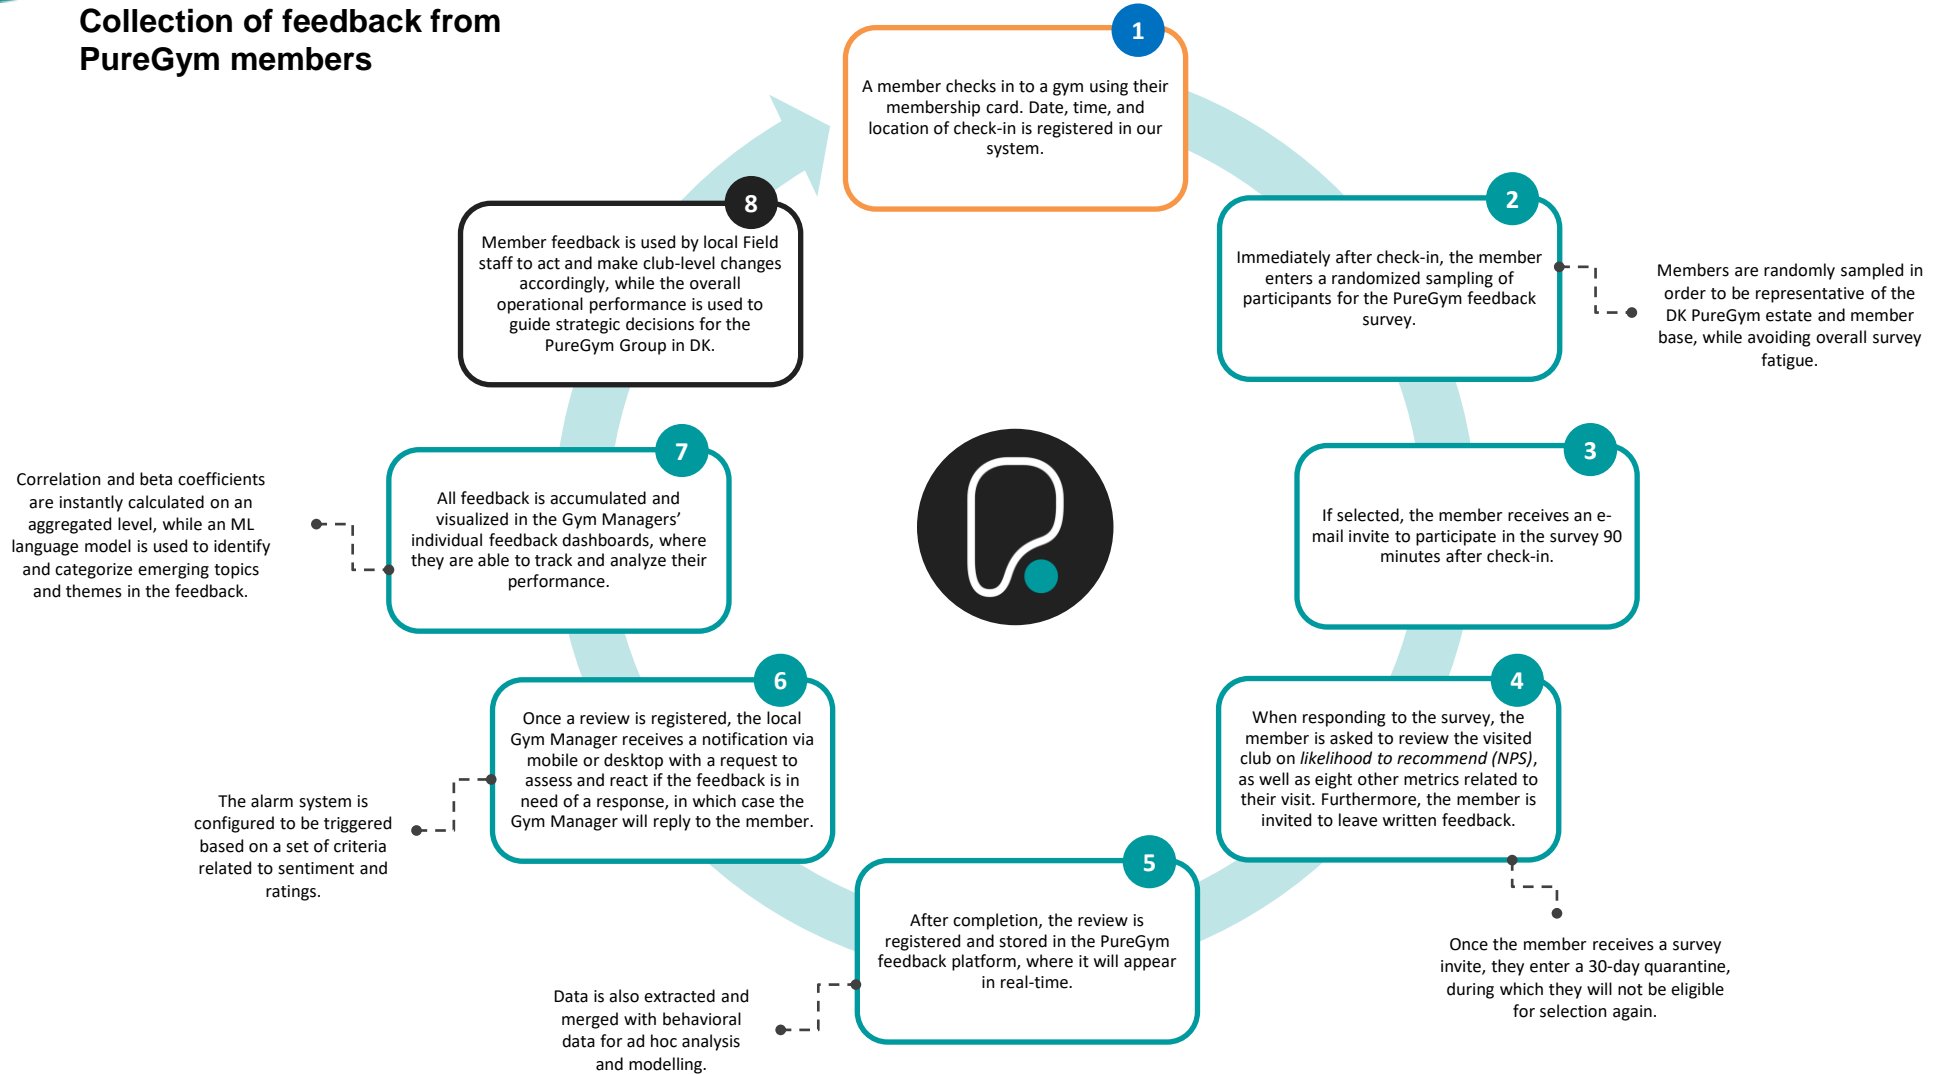 Collection of feedback from
PureGym members
1
A member checks in to a gym using their
membership card. Date, time, and
location of check-in is registered in our
system.
2
Immediately after check-in, the member
enters a randomized sampling of
participants for the PureGym feedback
survey.
Members are randomly sampled in
order to be representative of the
DK PureGym estate and member
base, while avoiding overall survey
fatigue.
3
If selected, the member receives an e-
mail invite to participate in the survey 90
minutes after check-in.
4
When responding to the survey, the
member is asked to review the visited
club on likelihood to recommend (NPS),
as well as eight other metrics related to
their visit. Furthermore, the member is
invited to leave written feedback.
Once the member receives a survey
invite, they enter a 30-day quarantine,
during which they will not be eligible
for selection again.
5
After completion, the review is
registered and stored in the PureGym
feedback platform, where it will appear
in real-time.
Data is also extracted and
merged with behavioral
data for ad hoc analysis
and modelling.
6
Once a review is registered, the local
Gym Manager receives a notification via
mobile or desktop with a request to
assess and react if the feedback is in
need of a response, in which case the
Gym Manager will reply to the member.
The alarm system is
configured to be triggered
based on a set of criteria
related to sentiment and
ratings.
7
All feedback is accumulated and
visualized in the Gym Managers’
individual feedback dashboards, where
they are able to track and analyze their
performance.
Correlation and beta coefficients
are instantly calculated on an
aggregated level, while an ML
language model is used to identify
and categorize emerging topics
and themes in the feedback.
8
Member feedback is used by local Field
staff to act and make club-level changes
accordingly, while the overall
operational performance is used to
guide strategic decisions for the
PureGym Group in DK.